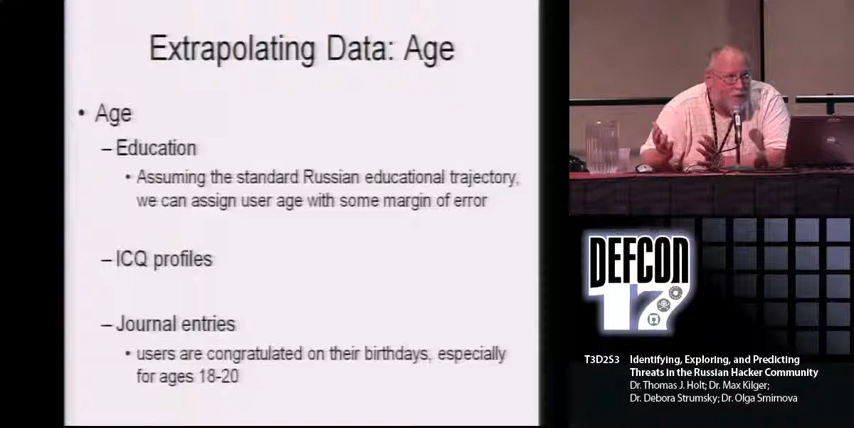 Extrapolating Data: Age
• Age
– Education
• Assuming the standard Russian educational trajectory,
we can assign user age with some margin of error
– ICQ profiles
– Journal entries
• users are congratulated on their birthdays, especially
for ages 18-20
DEFCON
17
T3D2S3 Identifying, Exploring, and Predicting
Threats in the Russian Hacker Community
Dr. Thomas J. Holt; Dr. Max Kilger;
Dr. Debora Strumsky; Dr. Olga Smirnova